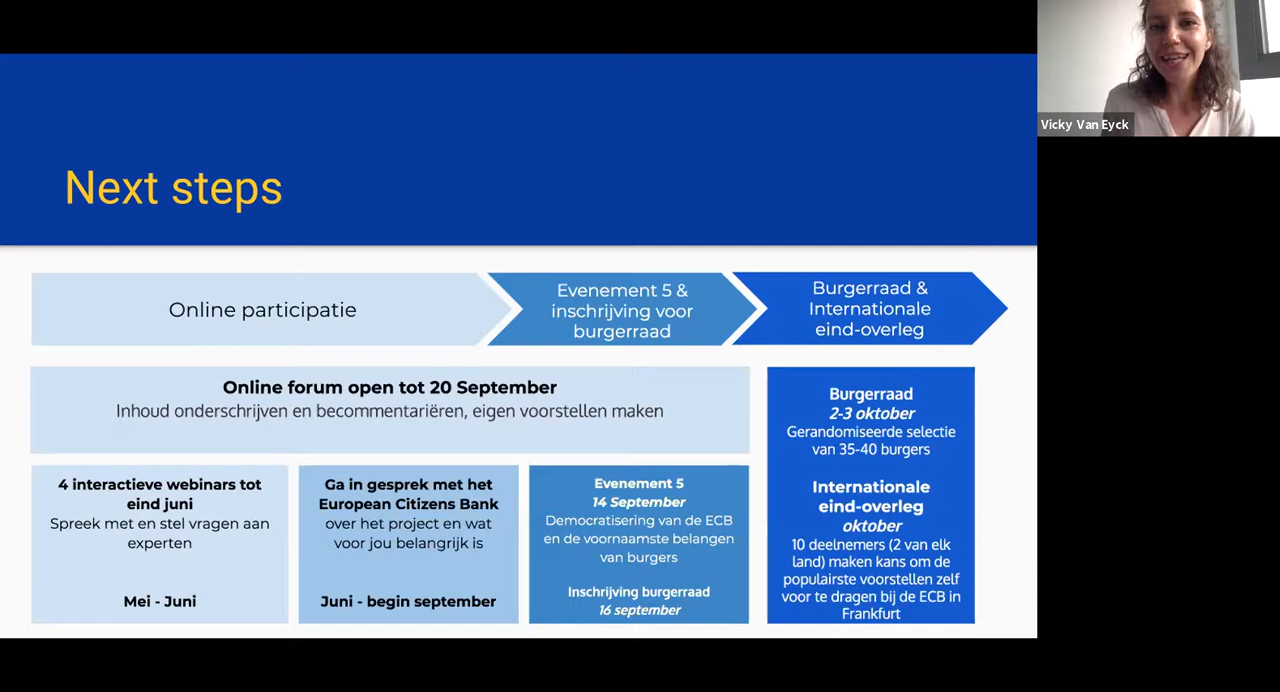 Vicky Van Eyck
Next steps
Online participatie
Evenement 5 &
inschrijving voor
burgerraad
Burgerraad &
Internationale
eind-overleg
Online forum open tot 20 September
Inhoud onderschrijven en becommentariëren, eigen voorstellen maken
4 interactieve webinars tot
eind juni
Spreek met en stel vragen aan
experten
Mei - Juni
Ga in gesprek met het
European Citizens Bank
over het project en wat
voor jou belangrijk is
Juni - begin september
Evenement 5
14 September
Democratisering van de ECB
en de voornaamste belangen
van burgers
Inschrijving burgerraad
16 september
Burgerraad
2-3 oktober
Gerandomiseerde selectie
van 35-40 burgers
Internationale
eind-overleg
oktober
10 deelnemers (2 van elk
land) maken kans om de
populairste voorstellen zelf
voor te dragen bij de ECB in
Frankfurt